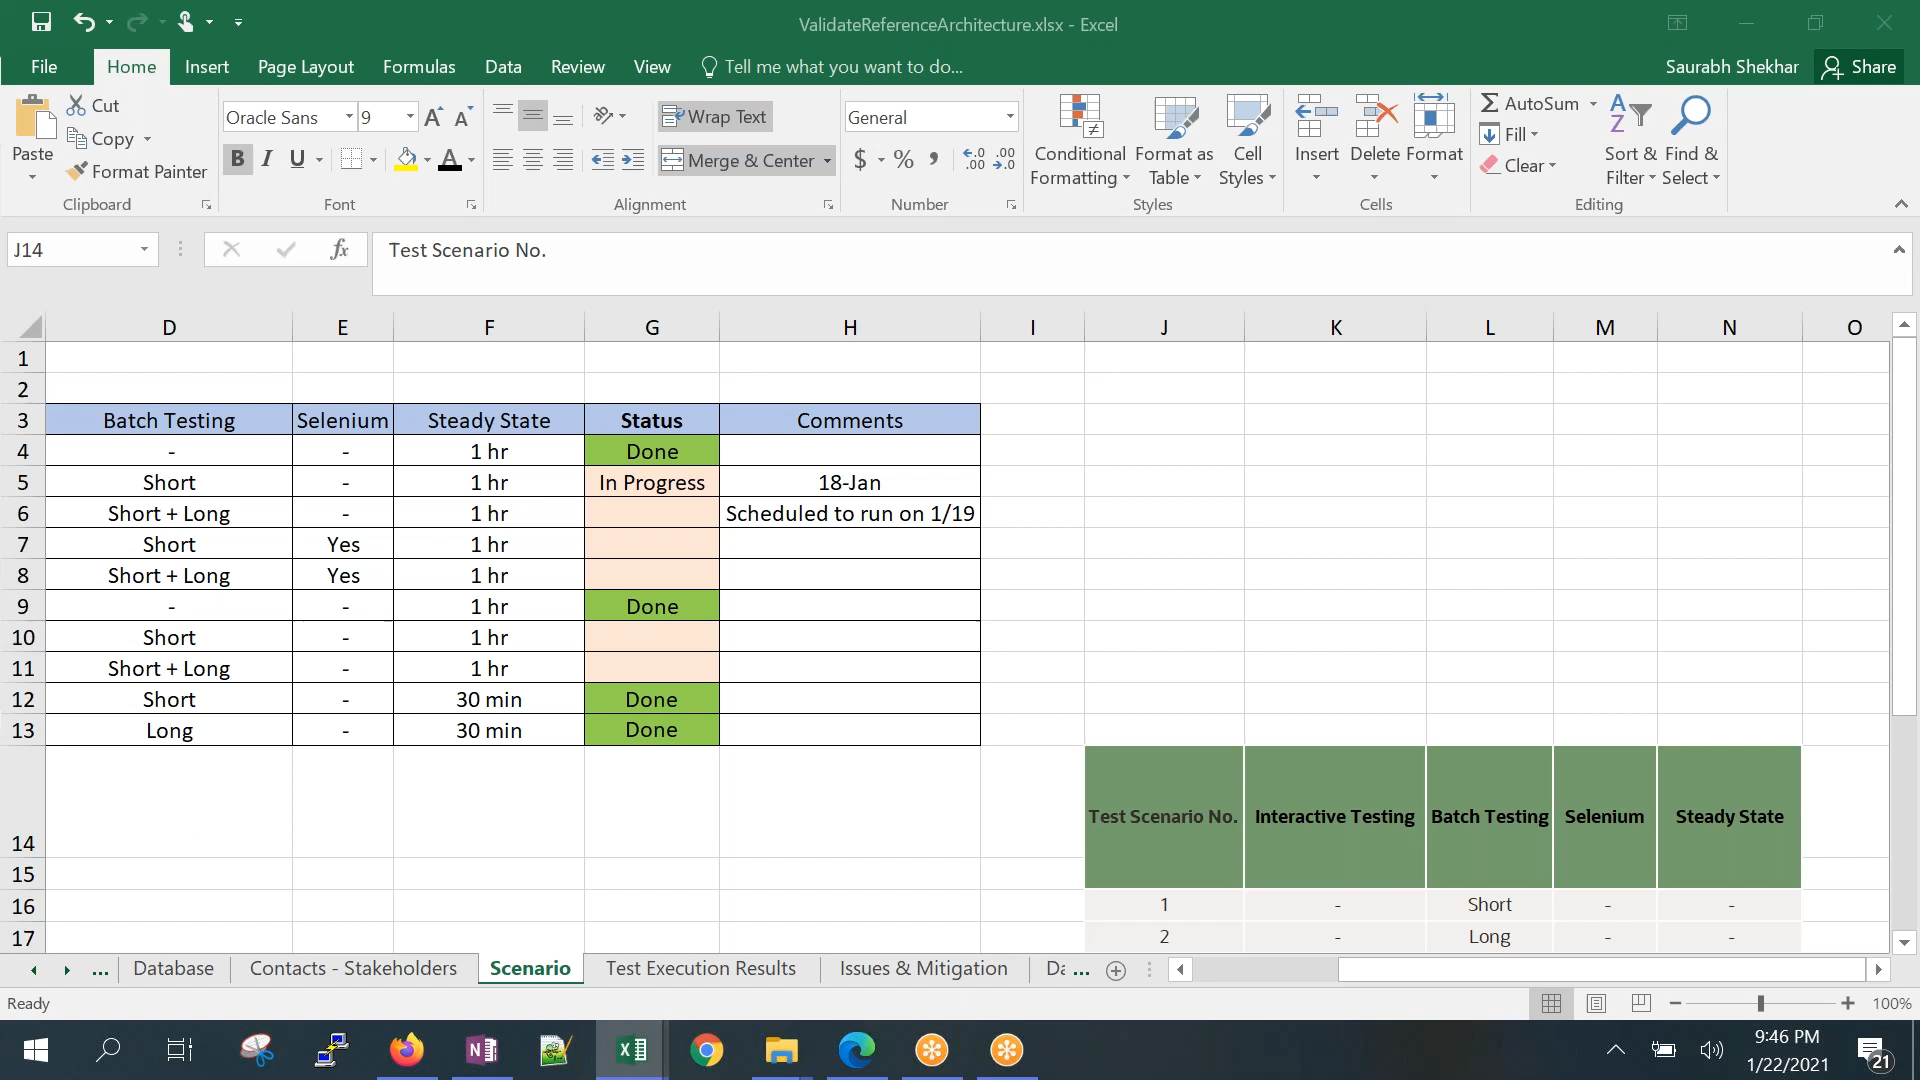 ValidateReferenceArchitecture.xlsx - Excel
File Home Insert Page Layout Formulas Data Review View Tell me what you want to do... Saurabh Shekhar Share
Paste Cut Copy Format Painter Clipboard
Oracle Sans 9 A A B I U A Font
Wrap Text Merge & Center Alignment
General $ % , .0 .00 .00 .0 Number
Conditional Formatting Format as Table Cell Styles Styles
Insert Delete Format Cells
AutoSum Fill Clear Sort & Filter Find & Select Editing
J14 fx Test Scenario No.
D E F G H I J K L M N O
1
2
3 Batch Testing Selenium Steady State Status Comments
4 - - 1 hr Done
5 Short - 1 hr In Progress 18-Jan
6 Short + Long - 1 hr Scheduled to run on 1/19
7 Short Yes 1 hr
8 Short + Long Yes 1 hr
9 - - 1 hr Done
10 Short - 1 hr
11 Short + Long - 1 hr
12 Short - 30 min Done
13 Long - 30 min Done
14 Test Scenario No. Interactive Testing Batch Testing Selenium Steady State
15
16 1 - Short - -
17 2 - Long - -
... Database Contacts - Stakeholders Scenario Test Execution Results Issues & Mitigation Da ...
Ready 100%
9:46 PM
1/22/2021
21